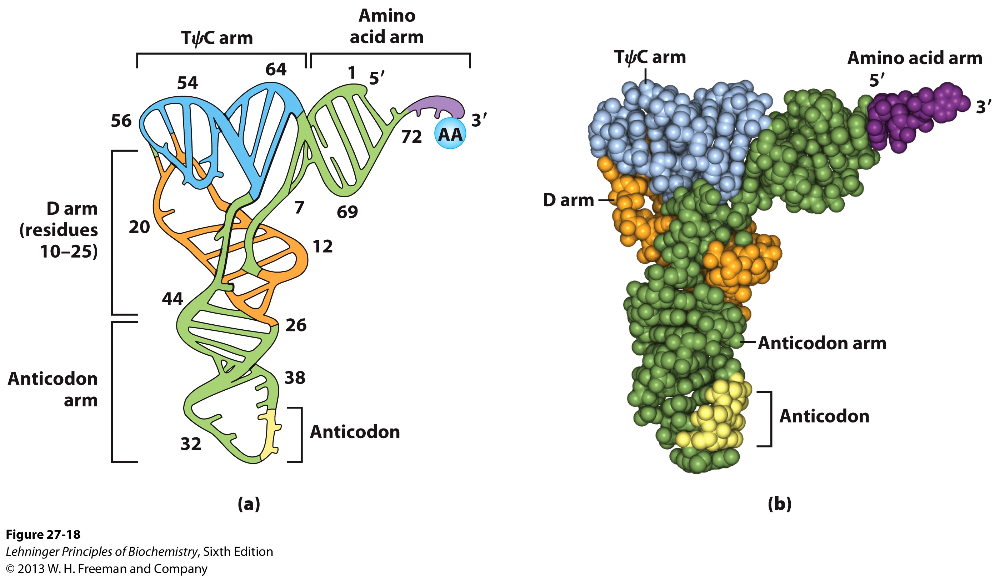 Amino
acid arm
TψC arm
64
1
5′
54
56
72
AA
3′
D arm
(residues
10–25)
20
7
69
12
44
26
Anticodon
arm
38
32
Anticodon
(a)
TψC arm
Amino acid arm
5′
3′
D arm
Anticodon arm
Anticodon
(b)
Figure 27-18
Lehninger Principles of Biochemistry, Sixth Edition
© 2013 W. H. Freeman and Company